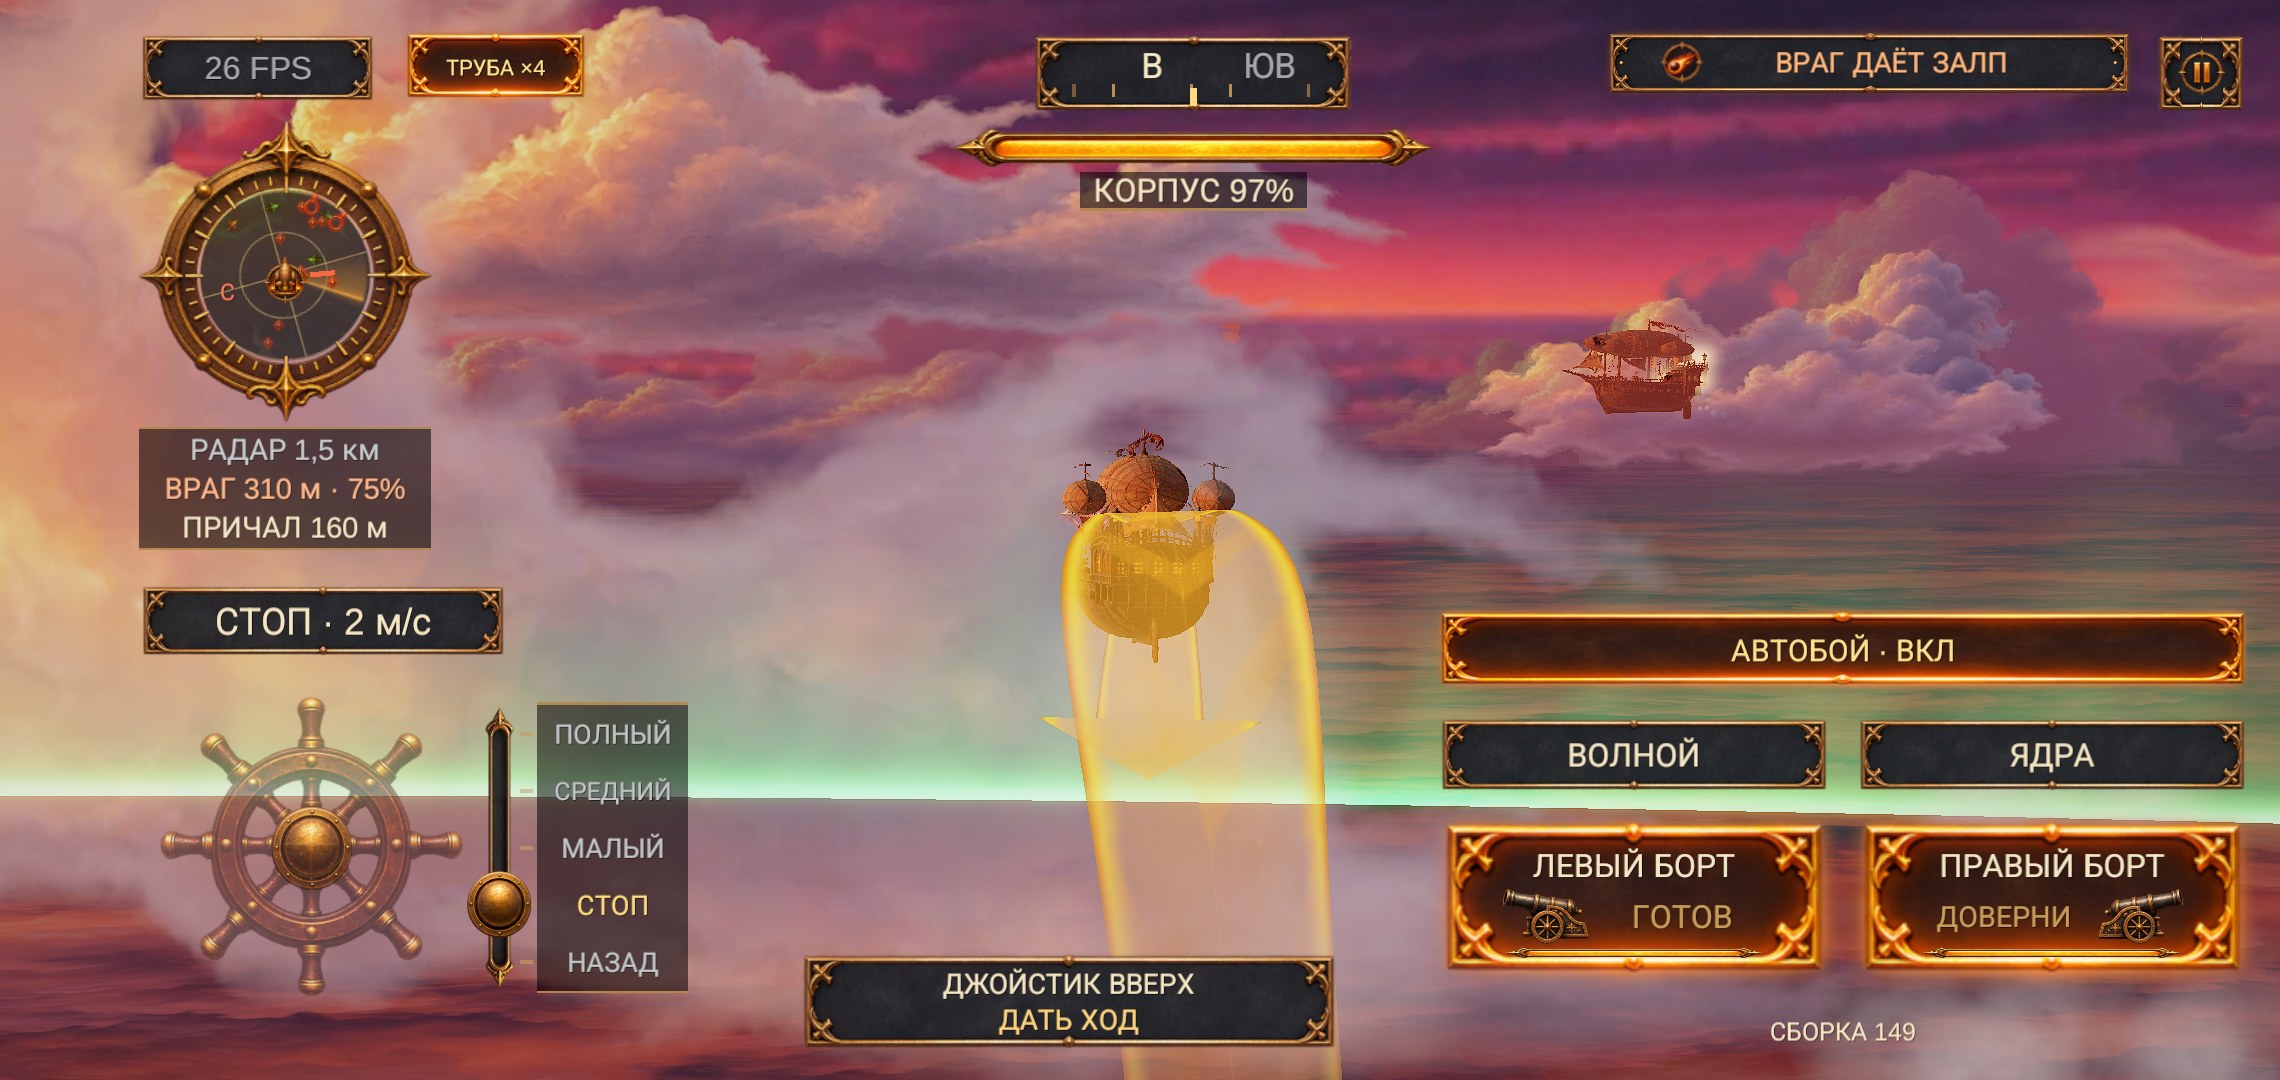 26 FPS
ТРУБА ×4
В ЮВ
КОРПУС 97%
ВРАГ ДАЁТ ЗАЛП
С
РАДАР 1,5 км
ВРАГ 310 м · 75%
ПРИЧАЛ 160 м
СТОП · 2 м/с
ПОЛНЫЙ
СРЕДНИЙ
МАЛЫЙ
СТОП
НАЗАД
ДЖОЙСТИК ВВЕРХ
ДАТЬ ХОД
АВТОБОЙ · ВКЛ
ВОЛНОЙ
ЯДРА
ЛЕВЫЙ БОРТ
ГОТОВ
ПРАВЫЙ БОРТ
ДОВЕРНИ
СБОРКА 149